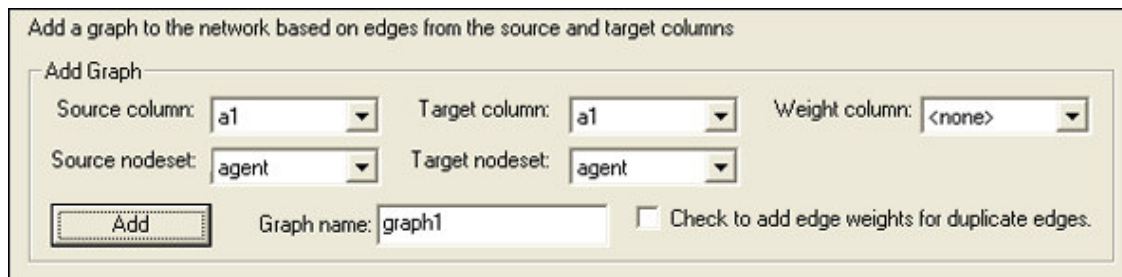 Add a graph to the network based on edges from the source and target columns
Add Graph
Source column: a1 Target column: a1 Weight column: <none>
Source nodeset: agent Target nodeset: agent
Add Graph name: graph1 Check to add edge weights for duplicate edges.